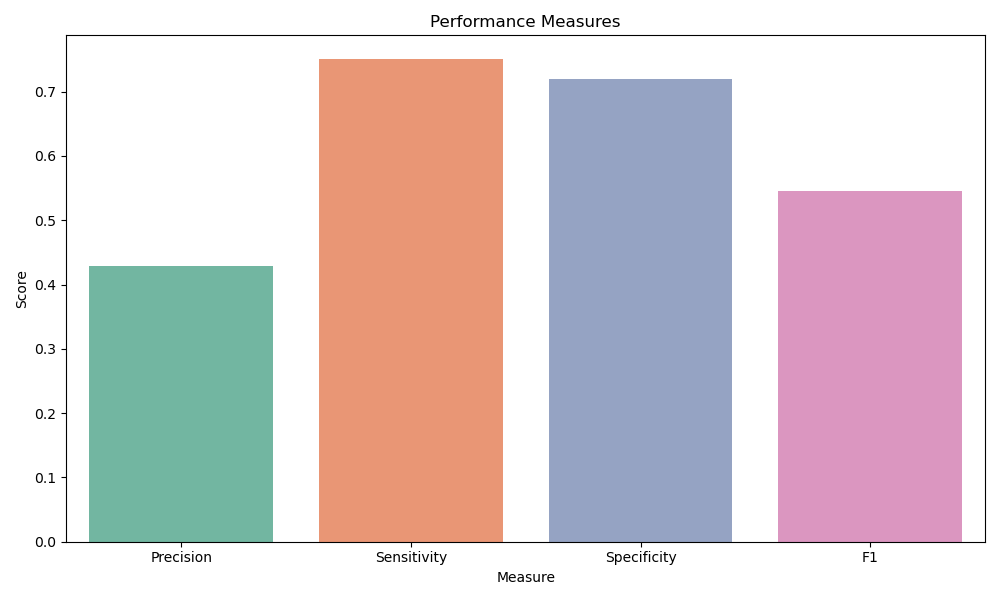 Performance Measures
Score
0.7
0.6
0.5
0.4
0.3
0.2
0.1
0.0
Precision
Sensitivity
Specificity
F1
Measure